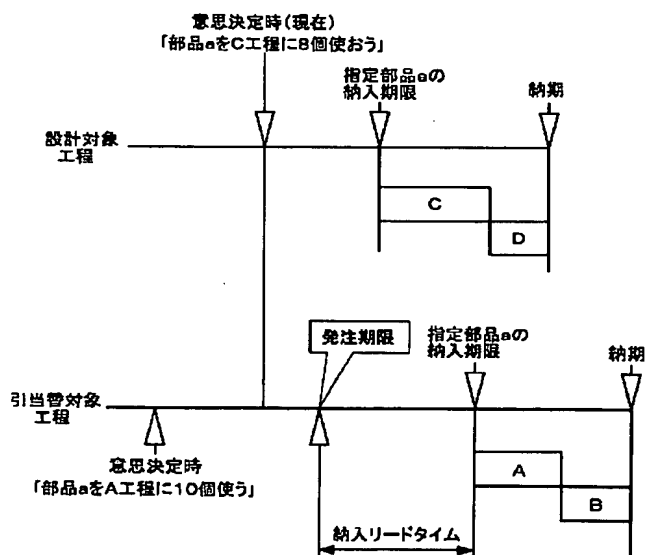 意思決定時(現在)
「部品aをC工程に8個使おう」
指定部品aの
納入期限
納期
設計対象
工程
C
D
発注期限
指定部品aの
納入期限
納期
引当替対象
工程
意思決定時
「部品aをA工程に10個使う」
A
B
納入リードタイム